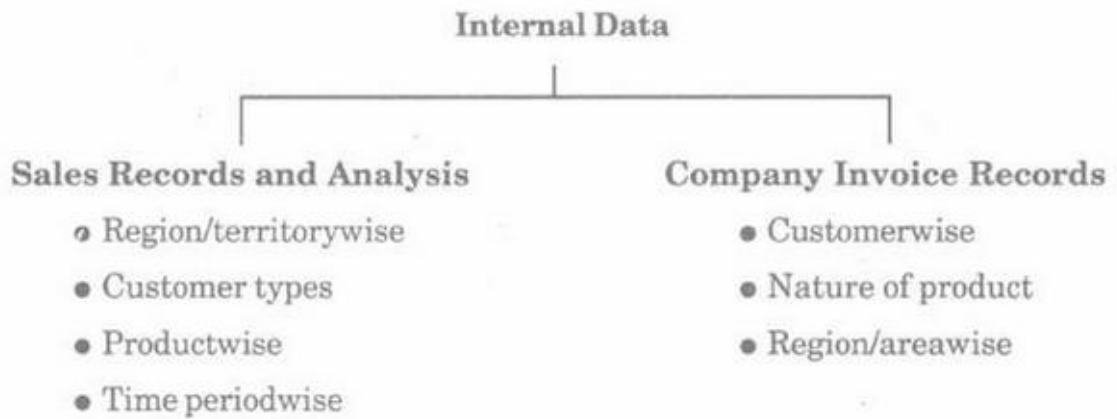 Internal Data
Sales Records and Analysis
• Region/territorywise
• Customer types
• Productwise
• Time periodwise
Company Invoice Records
• Customerwise
• Nature of product
• Region/areawise